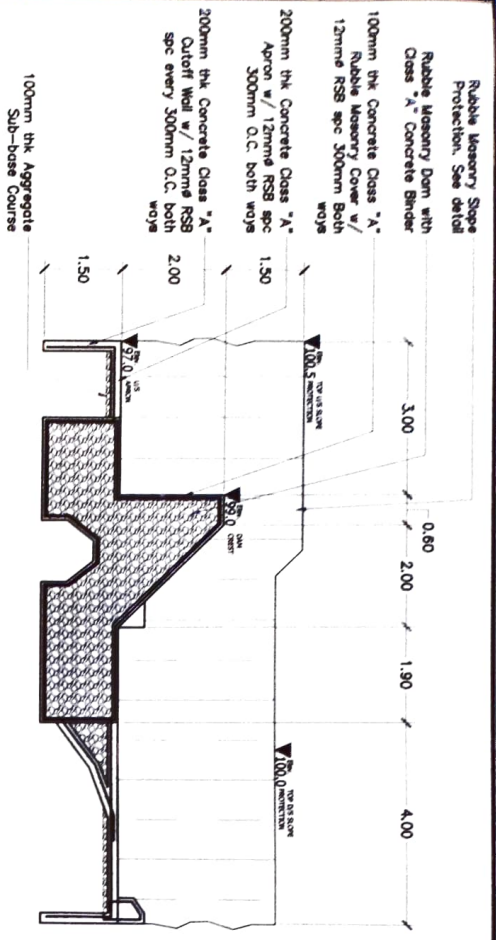 Rubble Masonry Slope
Protection. See detail
Rubble Masonry Dam with
Class "A" Concrete Binder
100mm thk Concrete Class "A"
Rubble Masonry Cover w/
12mmø RSB spc 300mm Both
ways
200mm thk Concrete Class "A"
Apron w/ 12mmø RSB spc
300mm O.C. both ways
200mm thk Concrete Class "A"
Cutoff Wall w/ 12mmø RSB
spc every 300mm O.C. both
ways
100mm thk Aggregate
Sub-base Course
1.50
2.00
1.50
3.00
0.60
2.00
1.90
4.00
Elev. TOP U/S SLOPE
100.5 PROTECTION
Elev. DAM
99.0 CREST
Elev. U/S
97.0 APRON
Elev. TOP D/S SLOPE
100.0 PROTECTION